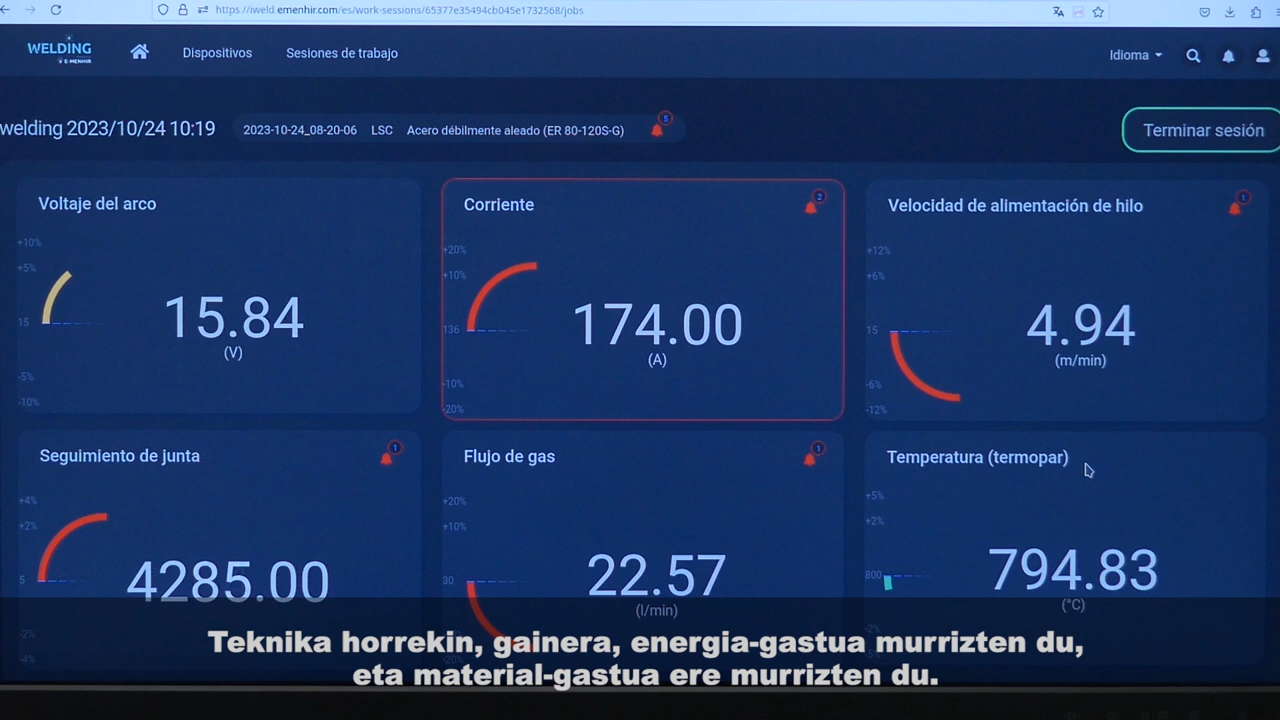 https://iweld.emenhir.com/es/work-sessions/65377e35494cb045e1732568/jobs
WELDING
E-MENHIR
Dispositivos
Sesiones de trabajo
Idioma
welding 2023/10/24 10:19
2023-10-24_08-20-06 LSC Acero débilmente aleado (ER 80-120S-G)
5
Terminar sesión
Voltaje del arco
+10%
+5%
15
15.84
(V)
-5%
-10%
Corriente
2
+20%
+10%
136
174.00
(A)
-10%
-20%
Velocidad de alimentación de hilo
1
+12%
+6%
15
4.94
(m/min)
-6%
-12%
Seguimiento de junta
1
+4%
+2%
5
4285.00
-2%
-4%
Flujo de gas
1
+20%
+10%
30
22.57
(l/min)
Temperatura (termopar)
+5%
+2%
800
794.83
(°C)
-2%
Teknika horrekin, gainera, energia-gastua murrizten du,
eta material-gastua ere murrizten du.